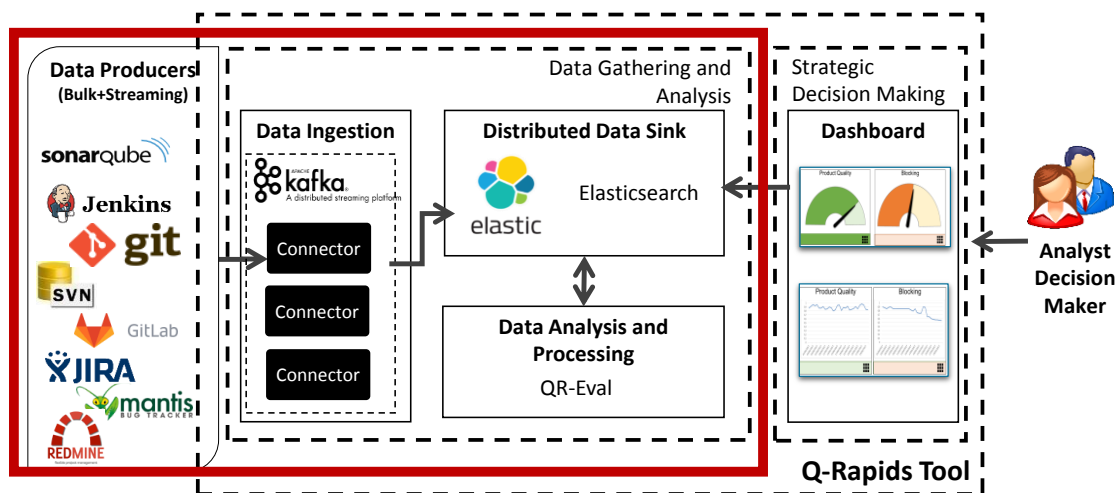 Data Producers
(Bulk+Streaming)
sonarqube
Jenkins
git
SVN
GitLab
JIRA
mantis
BUG TRACKER
REDMINE
Data Gathering and
Analysis
Data Ingestion
APACHE
kafka®
A distributed streaming platform
Connector
Connector
Connector
Distributed Data Sink
elastic
Elasticsearch
Data Analysis and
Processing
QR-Eval
Strategic
Decision Making
Dashboard
Product Quality
Blocking
Product Quality
Blocking
Analyst
Decision
Maker
Q-Rapids Tool